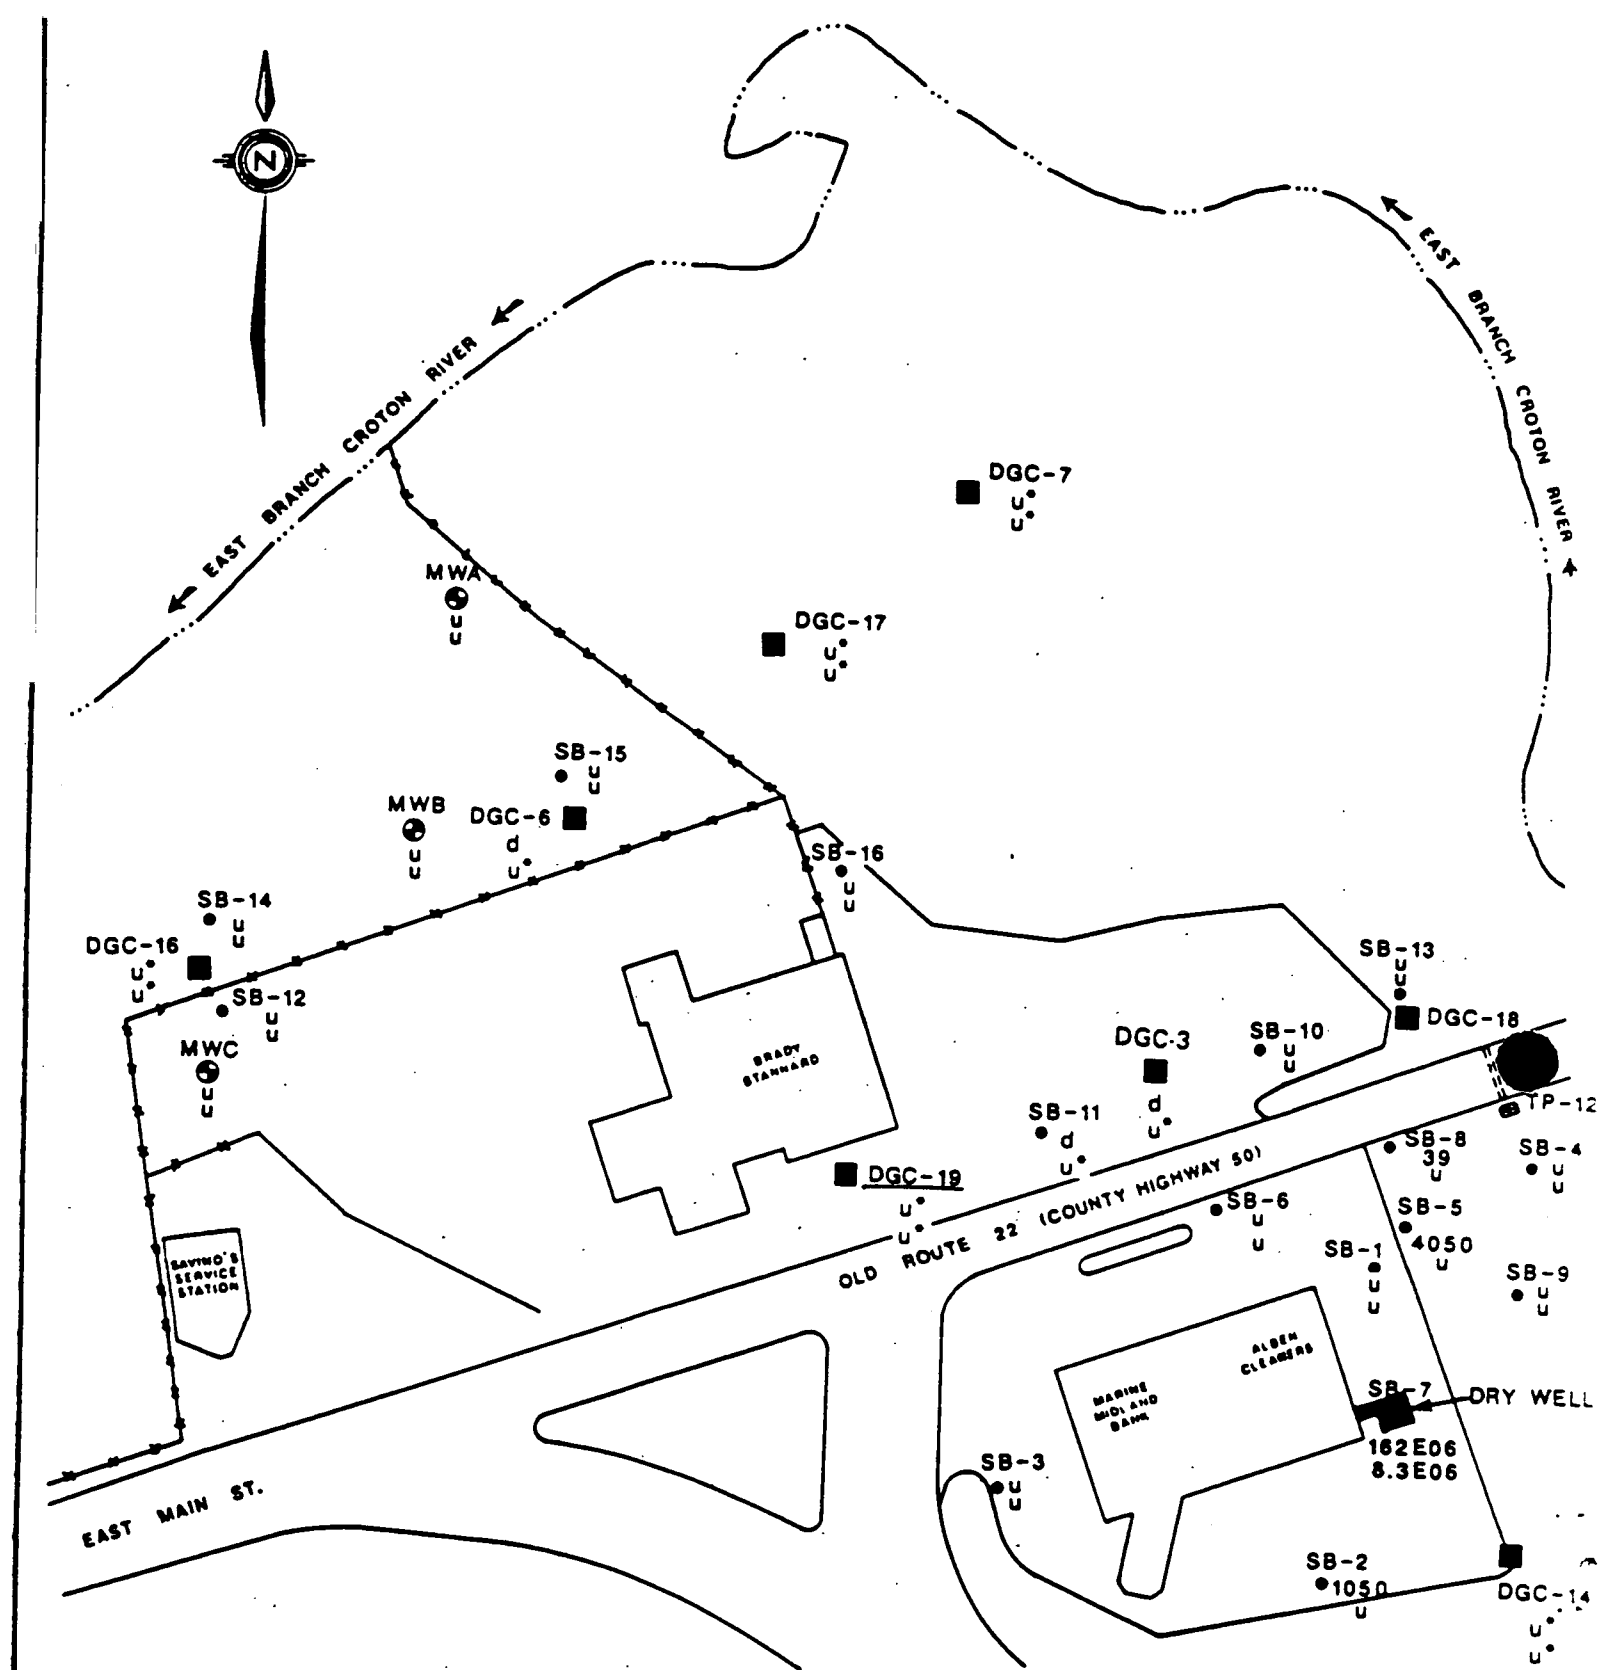 N
EAST BRANCH CROTON RIVER
EAST BRANCH CROTON RIVER
DGC-7
u*
u*
MWA
u
u
DGC-17
u*
u*
SB-15
u
u
MWB
u
u
DGC-6
d
u*
SB-16
u
u
SB-14
u
u
DGC-16
u*
u*
SB-12
u
u
MWC
u
u
SB-13
u
u
DGC-18
DGC-3
d
u*
SB-10
u
u
BRADY
STANNARD
SB-11
d
u*
TP-12
SB-8
39
u
SB-4
u
u
DGC-19
u*
u*
OLD ROUTE 22 (COUNTY HIGHWAY 50)
SB-6
u
u
SB-5
4050
u
SB-1
u
u
SB-9
u
u
SAVINO'S
SERVICE
STATION
ALBEN
CLEANERS
MARINE
MIDLAND
BANK
SB-7
DRY WELL
162E06
8.3E06
SB-3
u
u
EAST MAIN ST.
SB-2
1050
u
DGC-14
u*
u*